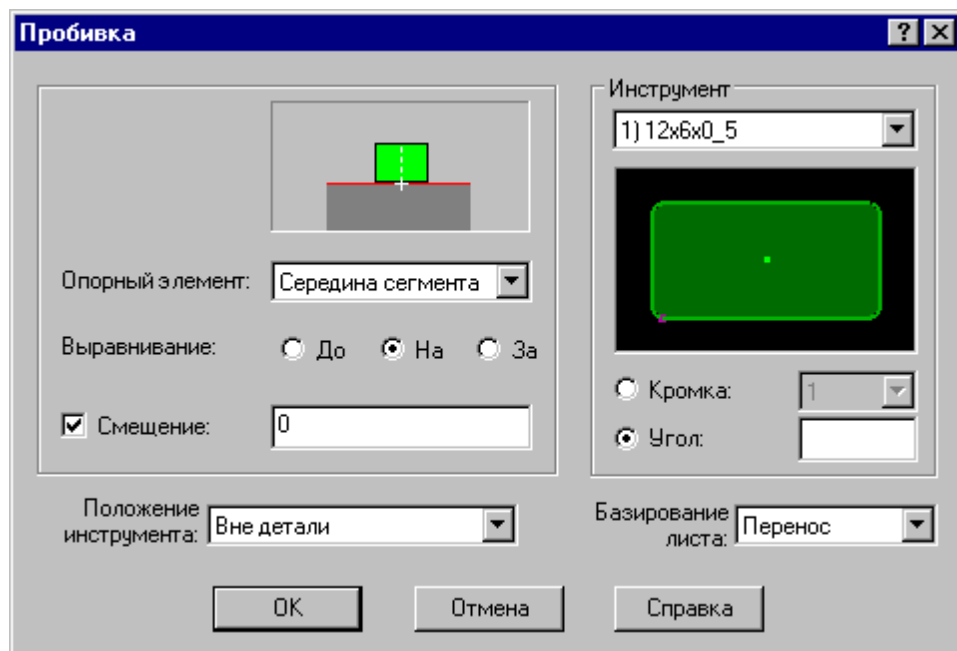 Пробивка
Инструмент
1) 12x6x0_5
Опорный элемент: Середина сегмента
Выравнивание: До На За
Смещение: 0
Кромка: 1
Угол:
Положение
инструмента: Вне детали
Базирование
листа: Перенос
OK Отмена Справка